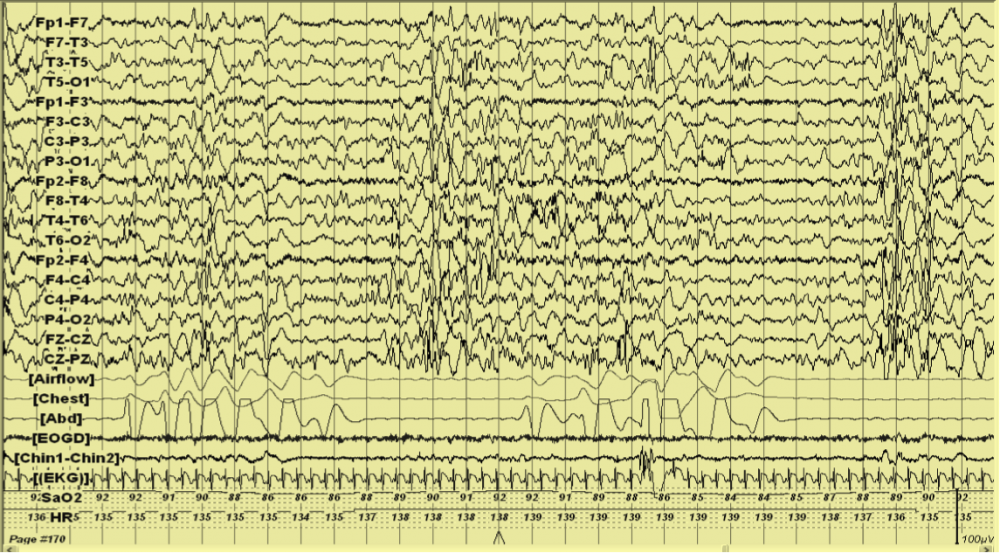 Fp1-F7
F7-T3
T3-T5
T5-O1
Fp1-F3
F3-C3
C3-P3
P3-O1
Fp2-F8
F8-T4
T4-T6
T6-O2
Fp2-F4
F4-C4
C4-P4
P4-O2
FZ-CZ
CZ-PZ
[Airflow]
[Chest]
[Abd]
[EOGD]
[Chin1-Chin2]
[(EKG)]
92 SaO2 92 92 91 90 88 86 86 86 88 89 90 92 92 92 91 89 88 86 85 84 84 85 87 88 89 90 92
136 HR 5 135 135 135 135 134 135 135 137 138 138 138 138 139 139 139 139 139 139 139 139 139 138 138 136 135 135
Page #170 100µV